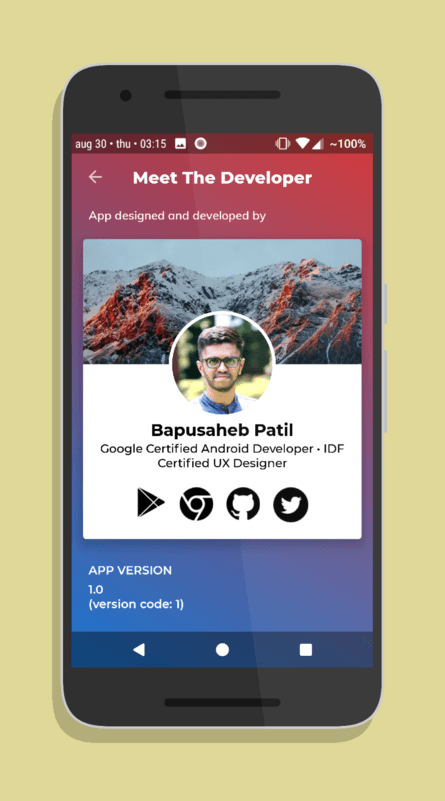 aug 30 • thu • 03:15 ~100%
Meet The Developer
App designed and developed by
Bapusaheb Patil
Google Certified Android Developer • IDF
Certified UX Designer
APP VERSION
1.0
(version code: 1)